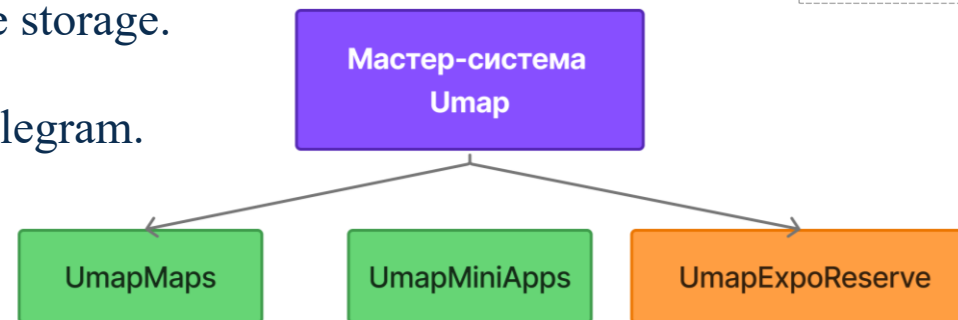 e storage.
legram.
Мастер-система
Umap
UmapMaps
UmapMiniApps
UmapExpoReserve